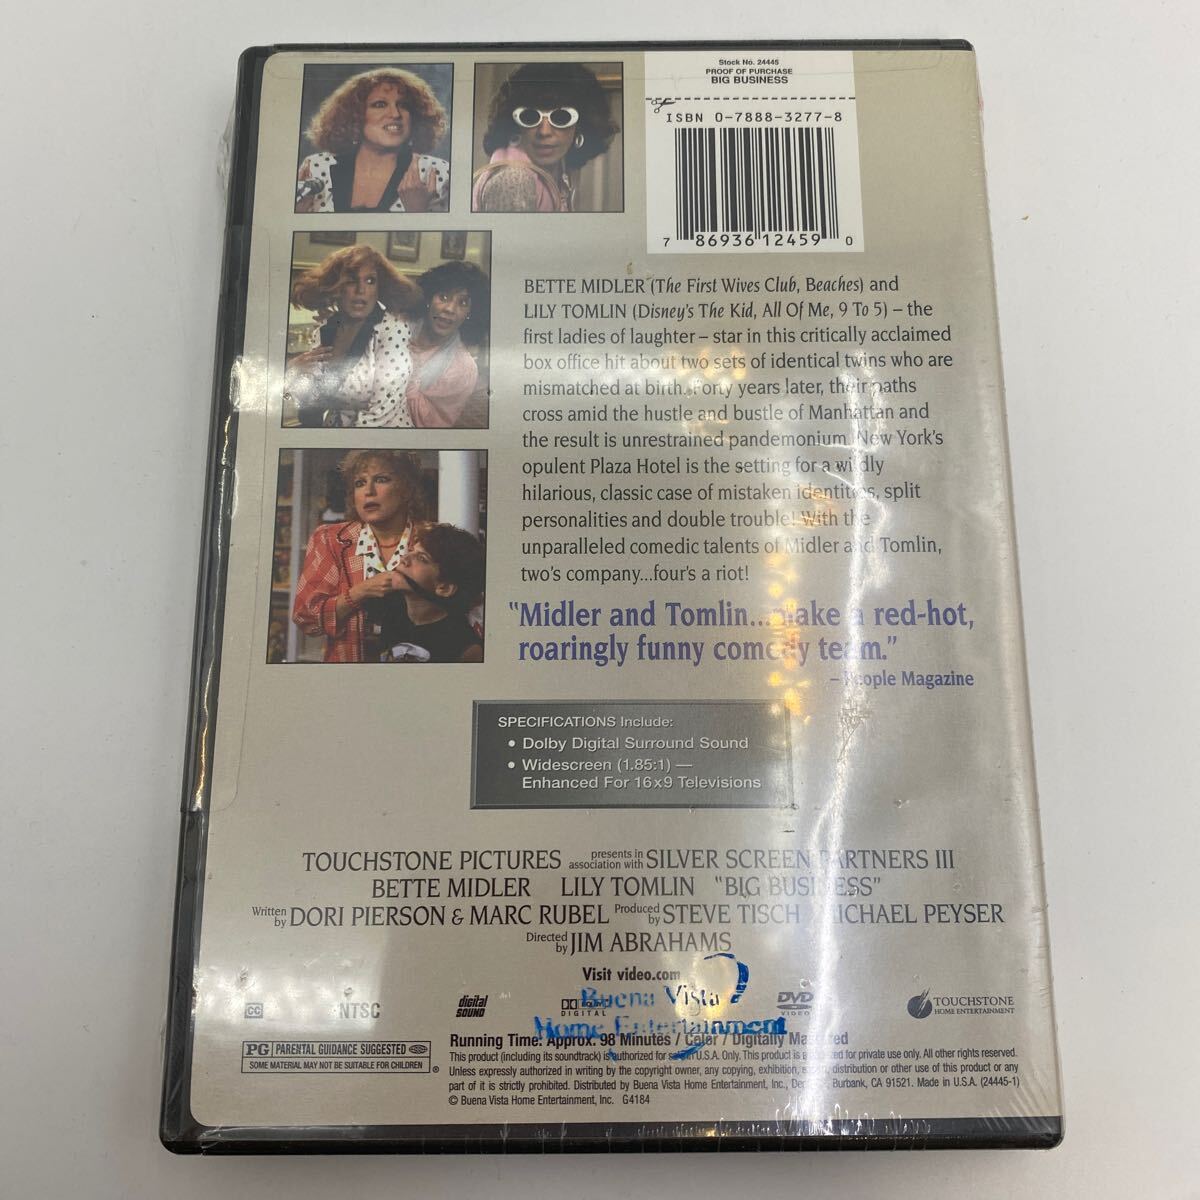 Stock No. 24445
PROOF OF PURCHASE
BIG BUSINESS
ISBN 0-7888-3277-8
7 86936 12459 0
BETTE MIDLER (The First Wives Club, Beaches) and
LILY TOMLIN (Disney's The Kid, All Of Me, 9 To 5) – the
first ladies of laughter – star in this critically acclaimed
box office hit about two sets of identical twins who are
mismatched at birth. Forty years later, their paths
cross amid the hustle and bustle of Manhattan and
the result is unrestrained pandemonium. New York's
opulent Plaza Hotel is the setting for a wildly
hilarious, classic case of mistaken identities, split
personalities and double trouble! With the
unparalleled comedic talents of Midler and Tomlin,
two's company...four's a riot!
"Midler and Tomlin...make a red-hot,
roaringly funny comedy team."
– People Magazine
SPECIFICATIONS Include:
• Dolby Digital Surround Sound
• Widescreen (1.85:1) —
Enhanced For 16x9 Televisions
TOUCHSTONE PICTURES presents in association with SILVER SCREEN PARTNERS III
BETTE MIDLER LILY TOMLIN "BIG BUSINESS"
Written by DORI PIERSON & MARC RUBEL Produced by STEVE TISCH MICHAEL PEYSER
Directed by JIM ABRAHAMS
Visit video.com
Buena Vista
Home Entertainment
CC NTSC digital SOUND DOLBY DIGITAL DVD VIDEO TOUCHSTONE HOME ENTERTAINMENT
Running Time: Approx. 98 Minutes / Color / Digitally Mastered
PG PARENTAL GUIDANCE SUGGESTED
SOME MATERIAL MAY NOT BE SUITABLE FOR CHILDREN ®
This product (including its soundtrack) is authorized for sale in U.S.A. Only. This product is authorized for private use only. All other rights reserved.
Unless expressly authorized in writing by the copyright owner, any copying, exhibition, export, distribution or other use of this product or any
part of it is strictly prohibited. Distributed by Buena Vista Home Entertainment, Inc., Burbank, CA 91521. Made in U.S.A. (24445-1)
© Buena Vista Home Entertainment, Inc. G4184